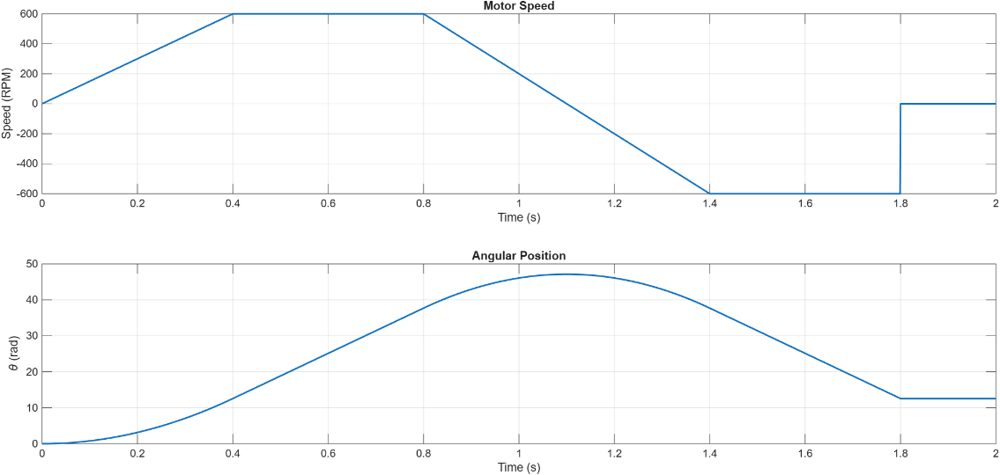 Motor Speed
600
400
200
0
-200
-400
-600
Speed (RPM)
0 0.2 0.4 0.6 0.8 1 1.2 1.4 1.6 1.8 2
Time (s)
Angular Position
50
40
30
20
10
0
θ (rad)
0 0.2 0.4 0.6 0.8 1 1.2 1.4 1.6 1.8 2
Time (s)